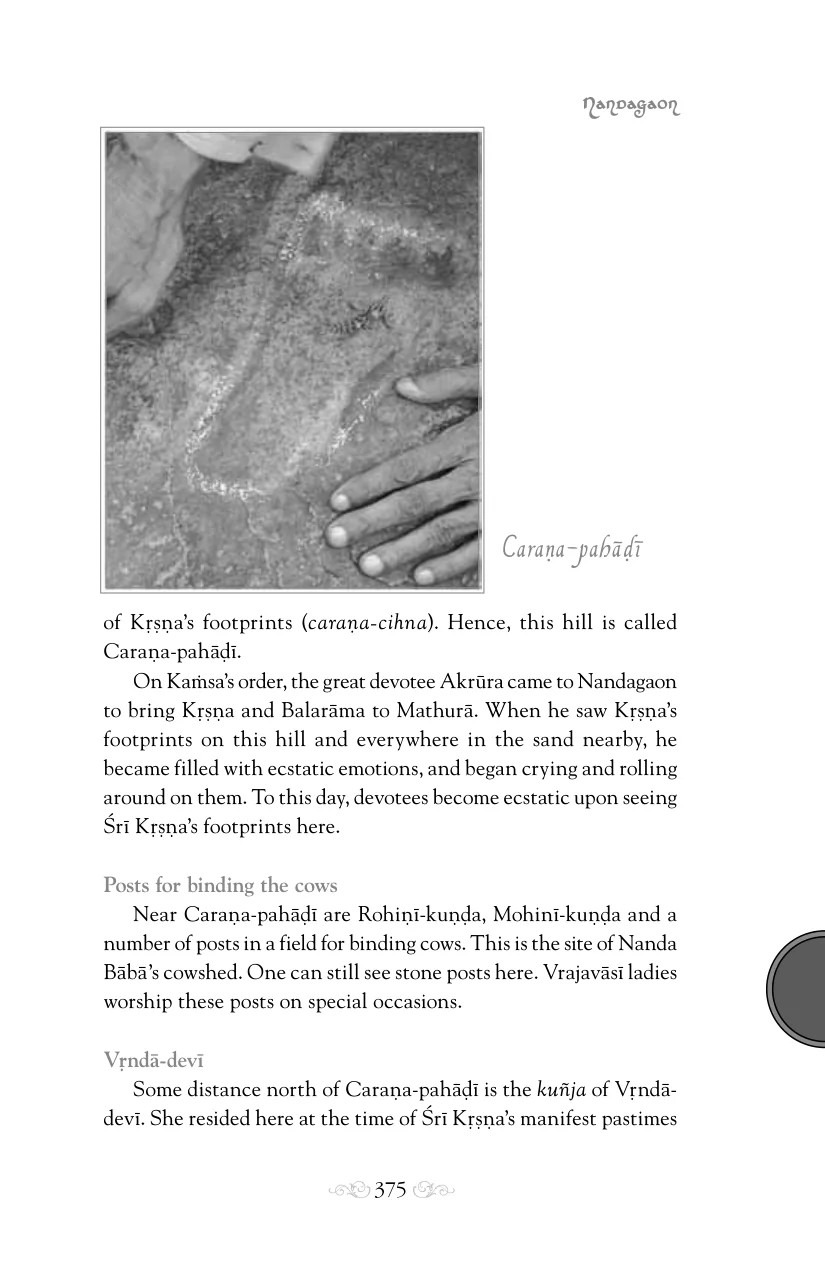 Nandagaon
Caraṇa-pahāḍī
of Kṛṣṇa’s footprints (caraṇa-cihna). Hence, this hill is called
Caraṇa-pahāḍī.
On Kaṁsa’s order, the great devotee Akrūra came to Nandagaon
to bring Kṛṣṇa and Balarāma to Mathurā. When he saw Kṛṣṇa’s
footprints on this hill and everywhere in the sand nearby, he
became filled with ecstatic emotions, and began crying and rolling
around on them. To this day, devotees become ecstatic upon seeing
Śrī Kṛṣṇa’s footprints here.
Posts for binding the cows
Near Caraṇa-pahāḍī are Rohiṇī-kuṇḍa, Mohinī-kuṇḍa and a
number of posts in a field for binding cows. This is the site of Nanda
Bābā’s cowshed. One can still see stone posts here. Vrajavāsī ladies
worship these posts on special occasions.
Vṛndā-devī
Some distance north of Caraṇa-pahāḍī is the kuñja of Vṛndā-
devī. She resided here at the time of Śrī Kṛṣṇa’s manifest pastimes
375